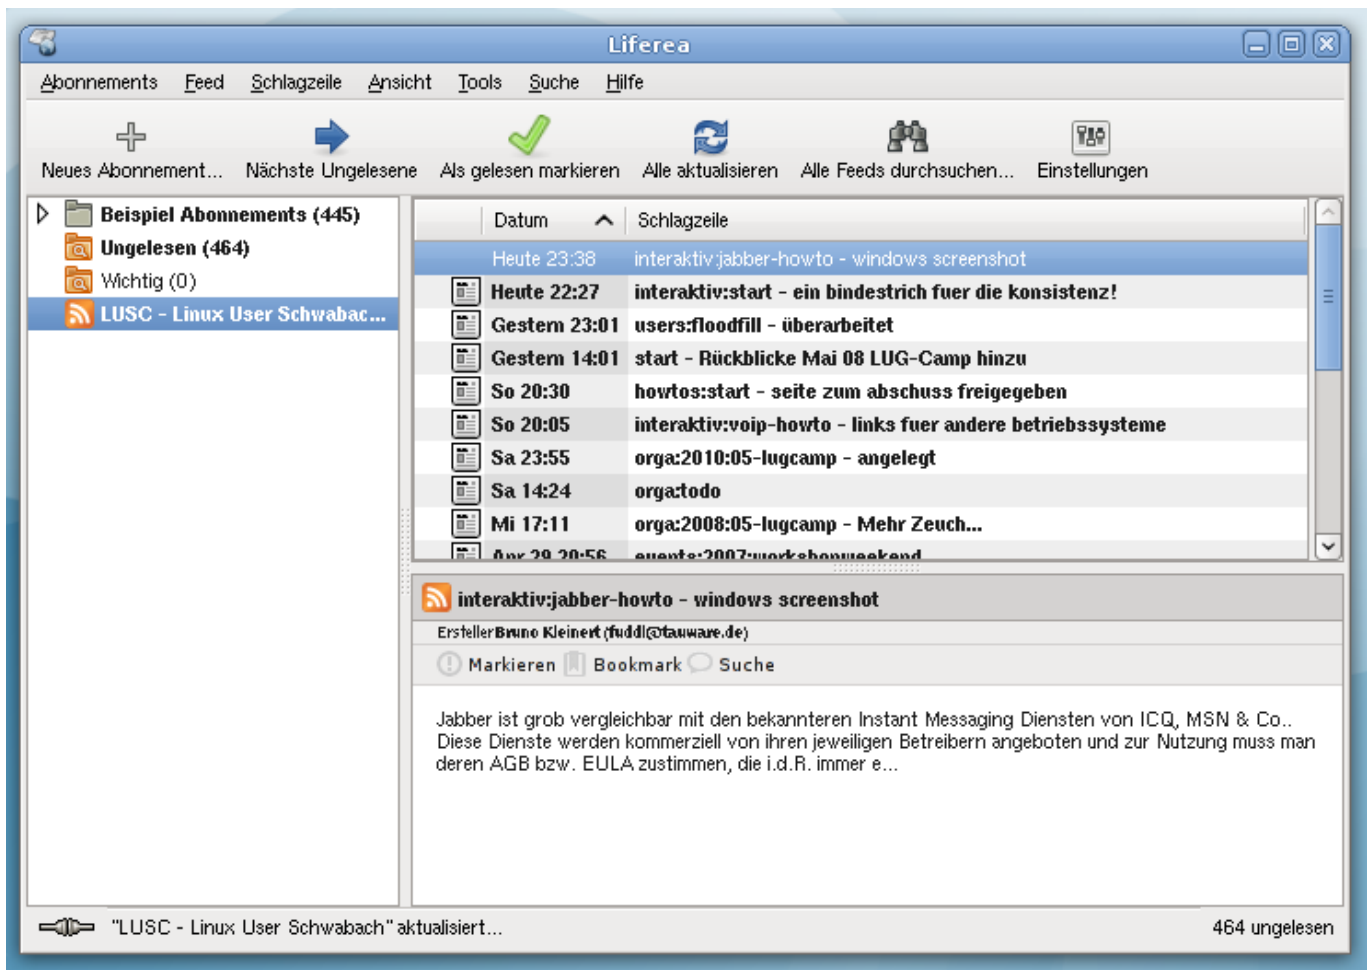 Liferea
Abonnements Feed Schlagzeile Ansicht Tools Suche Hilfe
Neues Abonnement... Nächste Ungelesene Als gelesen markieren Alle aktualisieren Alle Feeds durchsuchen... Einstellungen
Beispiel Abonnements (445)
Ungelesen (464)
Wichtig (0)
LUSC - Linux User Schwabac...
Datum Schlagzeile
Heute 23:38 interaktiv:jabber-howto - windows screenshot
Heute 22:27 interaktiv:start - ein bindestrich fuer die konsistenz!
Gestern 23:01 users:floodfill - überarbeitet
Gestern 14:01 start - Rückblicke Mai 08 LUG-Camp hinzu
So 20:30 howtos:start - seite zum abschuss freigegeben
So 20:05 interaktiv:voip-howto - links fuer andere betriebssysteme
Sa 23:55 orga:2010:05-lugcamp - angelegt
Sa 14:24 orga:todo
Mi 17:11 orga:2008:05-lugcamp - Mehr Zeuch...
Apr 29 20:56 events:2007:workshopweekend
interaktiv:jabber-howto - windows screenshot
Ersteller Bruno Kleinert (fuddl@tauware.de)
Markieren Bookmark Suche
Jabber ist grob vergleichbar mit den bekannteren Instant Messaging Diensten von ICQ, MSN & Co..
Diese Dienste werden kommerziell von ihren jeweiligen Betreibern angeboten und zur Nutzung muss man
deren AGB bzw. EULA zustimmen, die i.d.R. immer e...
"LUSC - Linux User Schwabach" aktualisiert... 464 ungelesen